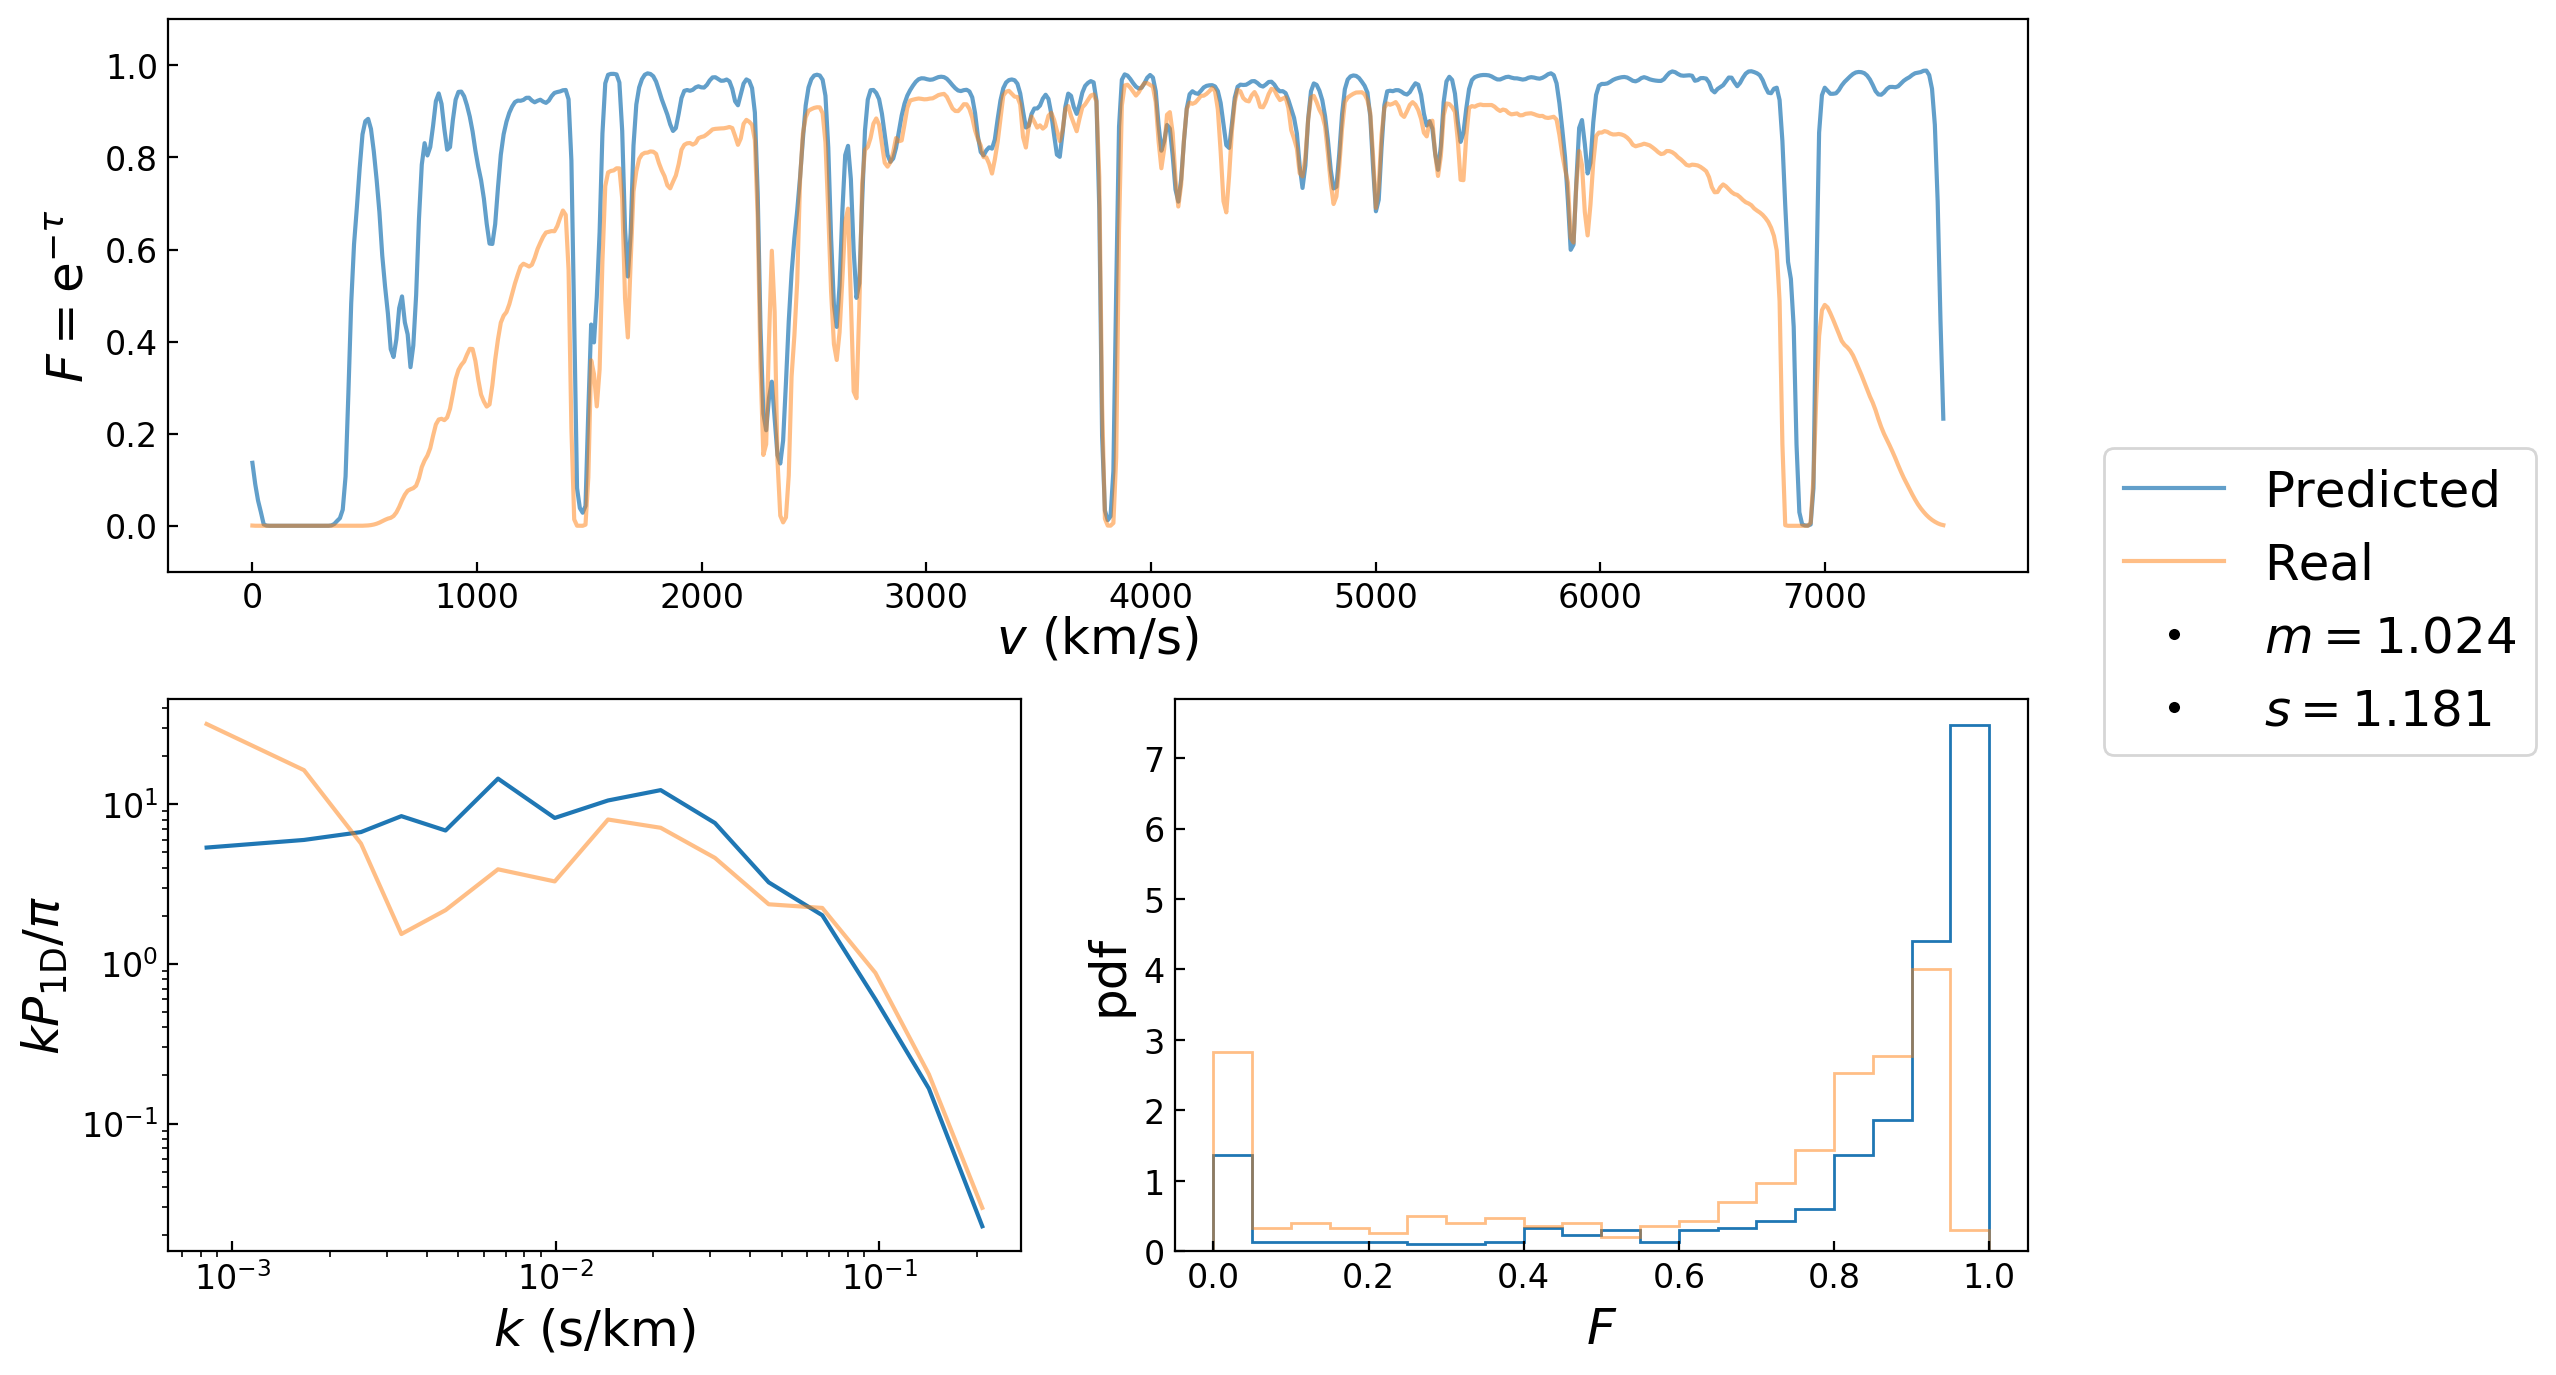 1.0
0.8
0.6
0.4
0.2
0.0
F = e^{−τ}
0 1000 2000 3000 4000 5000 6000 7000
v (km/s)
Predicted
Real
m = 1.024
s = 1.181
10^1
10^0
10^{−1}
kP_{1D}/π
10^{−3} 10^{−2} 10^{−1}
k (s/km)
7
6
5
4
3
2
1
0
pdf
0.0 0.2 0.4 0.6 0.8 1.0
F